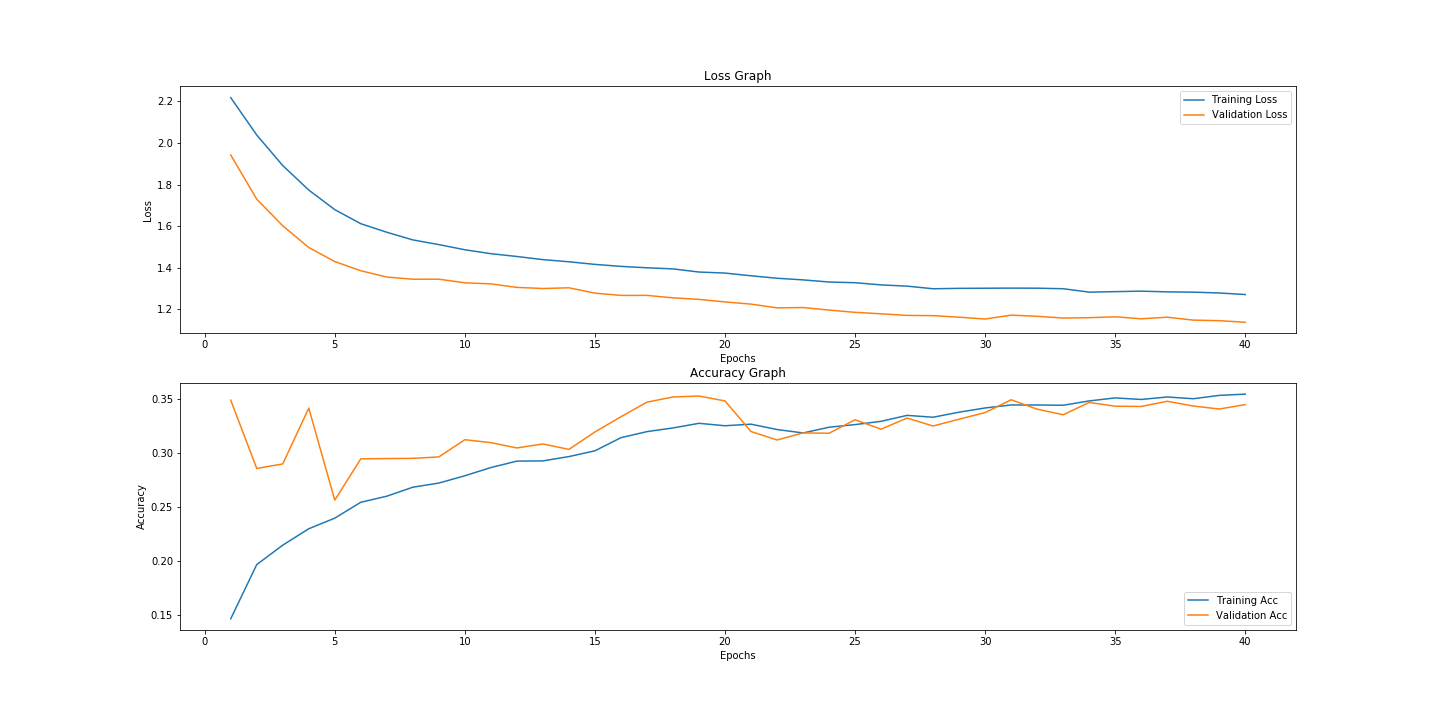 Loss Graph
2.2
2.0
1.8
1.6
1.4
1.2
Loss
Training Loss
Validation Loss
0 5 10 15 20 25 30 35 40
Epochs
Accuracy Graph
0.35
0.30
0.25
0.20
0.15
Accuracy
Training Acc
Validation Acc
0 5 10 15 20 25 30 35 40
Epochs